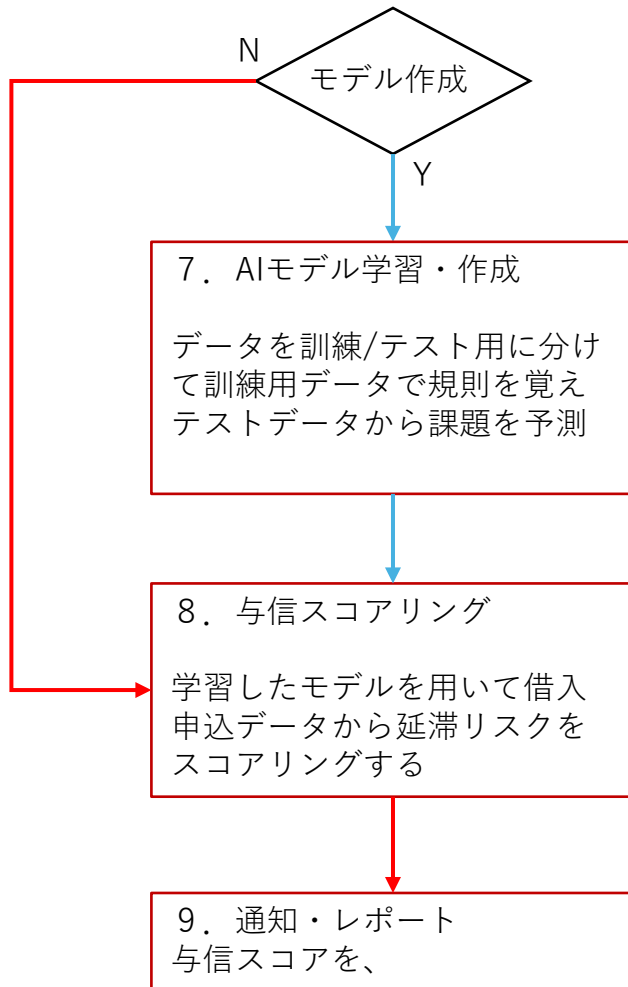 N
モデル作成
Y
7．AIモデル学習・作成
データを訓練/テスト用に分け
て訓練用データで規則を覚え
テストデータから課題を予測
8．与信スコアリング
学習したモデルを用いて借入
申込データから延滞リスクを
スコアリングする
9．通知・レポート
与信スコアを、